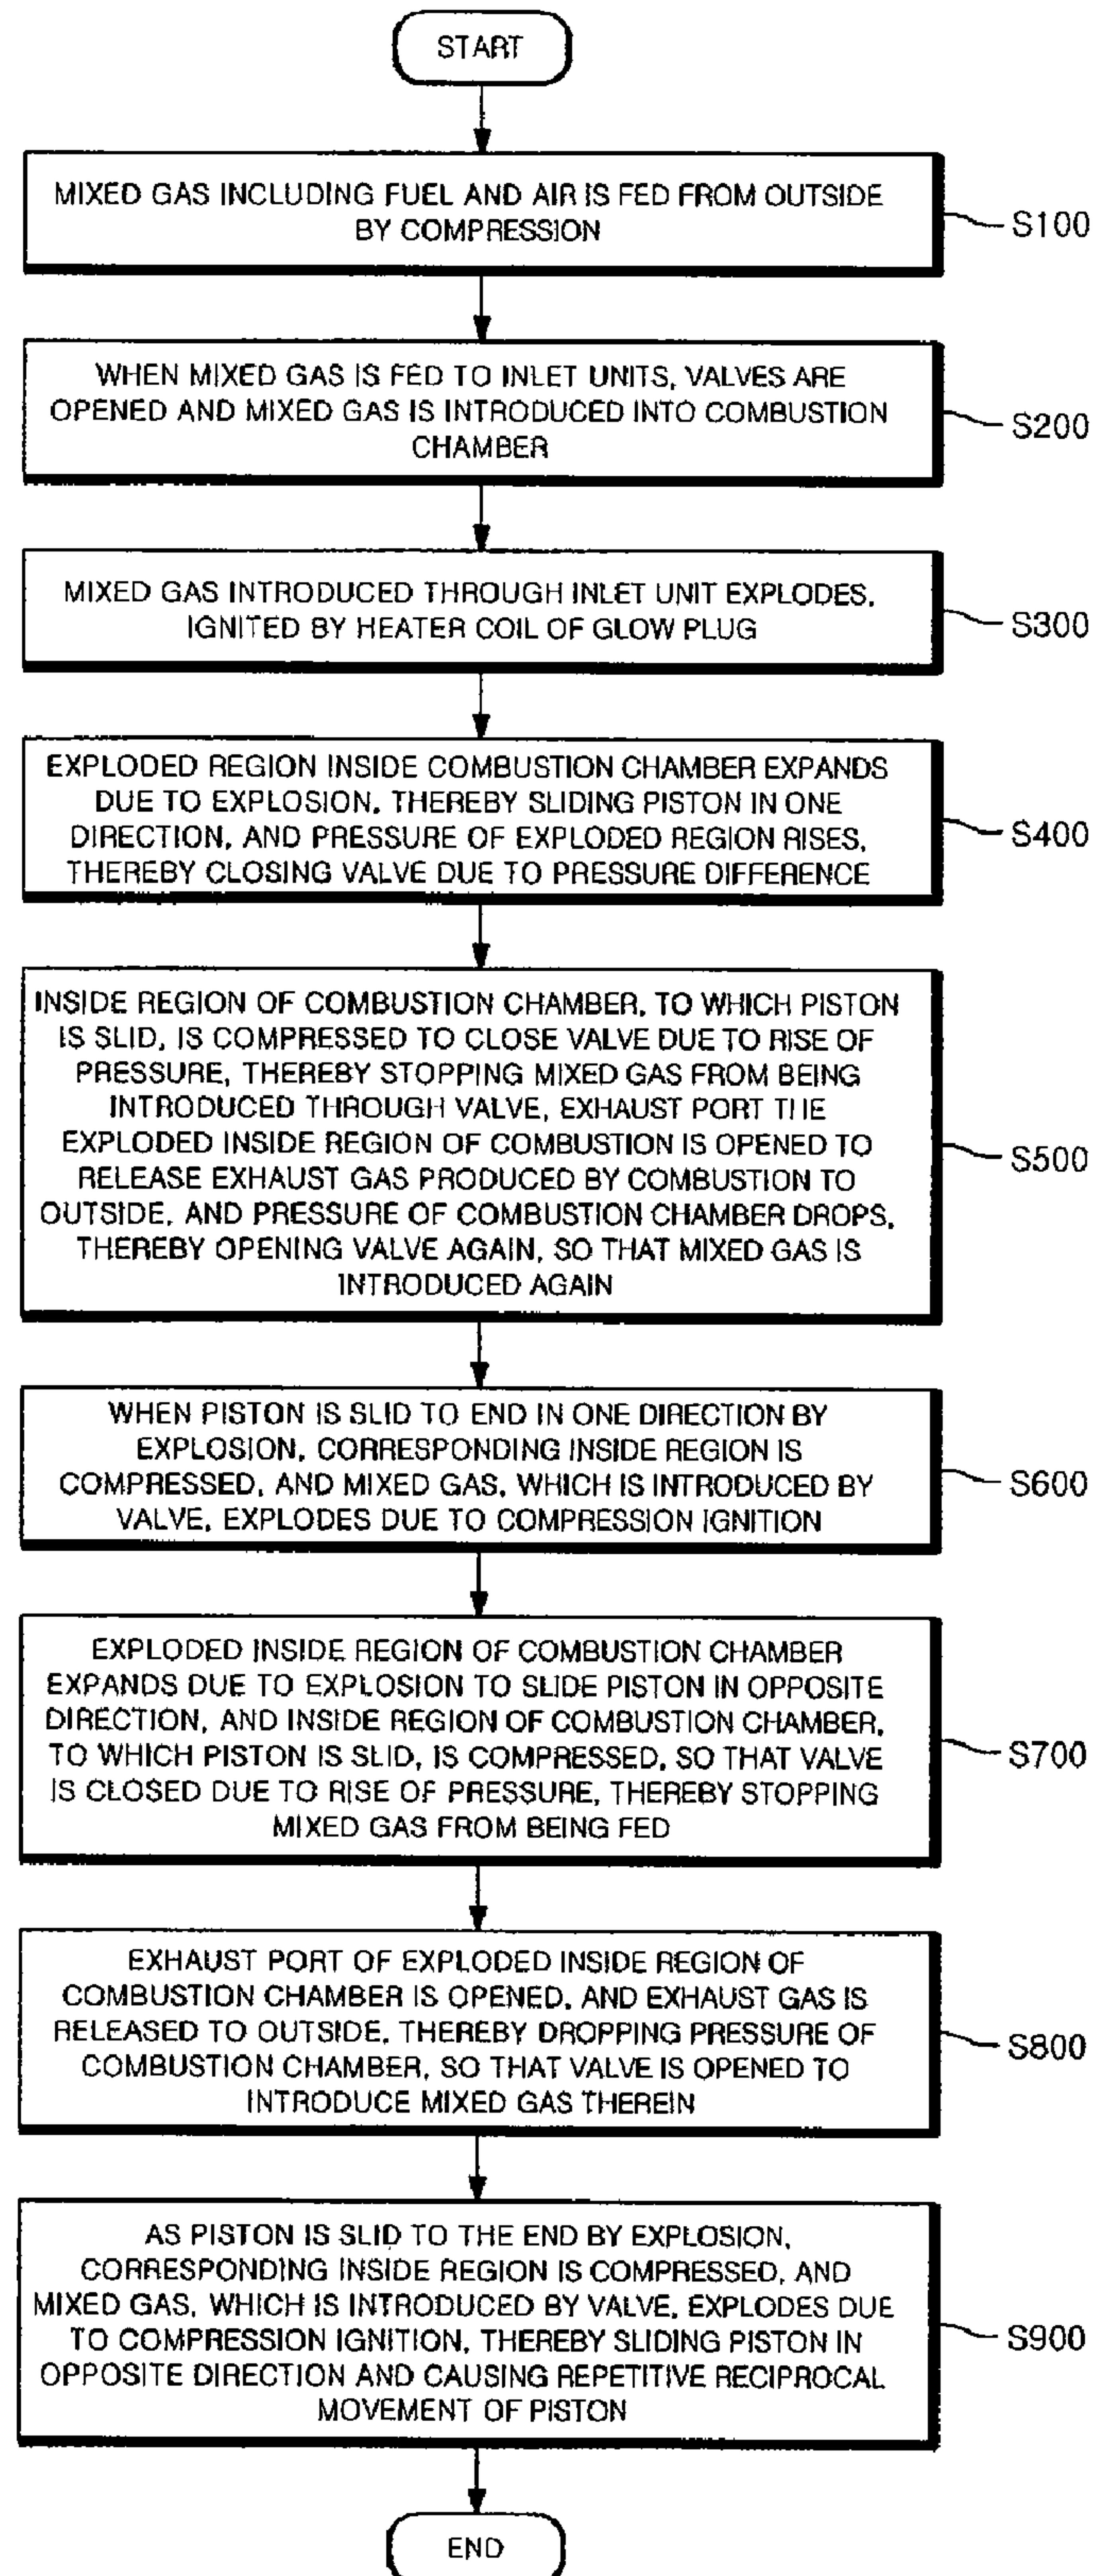 START
MIXED GAS INCLUDING FUEL AND AIR IS FED FROM OUTSIDE
BY COMPRESSION
S100
WHEN MIXED GAS IS FED TO INLET UNITS, VALVES ARE
OPENED AND MIXED GAS IS INTRODUCED INTO COMBUSTION
CHAMBER
S200
MIXED GAS INTRODUCED THROUGH INLET UNIT EXPLODES,
IGNITED BY HEATER COIL OF GLOW PLUG
S300
EXPLODED REGION INSIDE COMBUSTION CHAMBER EXPANDS
DUE TO EXPLOSION, THEREBY SLIDING PISTON IN ONE
DIRECTION, AND PRESSURE OF EXPLODED REGION RISES,
THEREBY CLOSING VALVE DUE TO PRESSURE DIFFERENCE
S400
INSIDE REGION OF COMBUSTION CHAMBER, TO WHICH PISTON
IS SLID, IS COMPRESSED TO CLOSE VALVE DUE TO RISE OF
PRESSURE, THEREBY STOPPING MIXED GAS FROM BEING
INTRODUCED THROUGH VALVE, EXHAUST PORT THE
EXPLODED INSIDE REGION OF COMBUSTION IS OPENED TO
RELEASE EXHAUST GAS PRODUCED BY COMBUSTION TO
OUTSIDE, AND PRESSURE OF COMBUSTION CHAMBER DROPS,
THEREBY OPENING VALVE AGAIN, SO THAT MIXED GAS IS
INTRODUCED AGAIN
S500
WHEN PISTON IS SLID TO END IN ONE DIRECTION BY
EXPLOSION, CORRESPONDING INSIDE REGION IS
COMPRESSED, AND MIXED GAS, WHICH IS INTRODUCED BY
VALVE, EXPLODES DUE TO COMPRESSION IGNITION
S600
EXPLODED INSIDE REGION OF COMBUSTION CHAMBER
EXPANDS DUE TO EXPLOSION TO SLIDE PISTON IN OPPOSITE
DIRECTION, AND INSIDE REGION OF COMBUSTION CHAMBER,
TO WHICH PISTON IS SLID, IS COMPRESSED, SO THAT VALVE
IS CLOSED DUE TO RISE OF PRESSURE, THEREBY STOPPING
MIXED GAS FROM BEING FED
S700
EXHAUST PORT OF EXPLODED INSIDE REGION OF
COMBUSTION CHAMBER IS OPENED, AND EXHAUST GAS IS
RELEASED TO OUTSIDE, THEREBY DROPPING PRESSURE OF
COMBUSTION CHAMBER, SO THAT VALVE IS OPENED TO
INTRODUCE MIXED GAS THEREIN
S800
AS PISTON IS SLID TO THE END BY EXPLOSION,
CORRESPONDING INSIDE REGION IS COMPRESSED, AND
MIXED GAS, WHICH IS INTRODUCED BY VALVE, EXPLODES DUE
TO COMPRESSION IGNITION, THEREBY SLIDING PISTON IN
OPPOSITE DIRECTION AND CAUSING REPETITIVE RECIPROCAL
MOVEMENT OF PISTON
S900
END